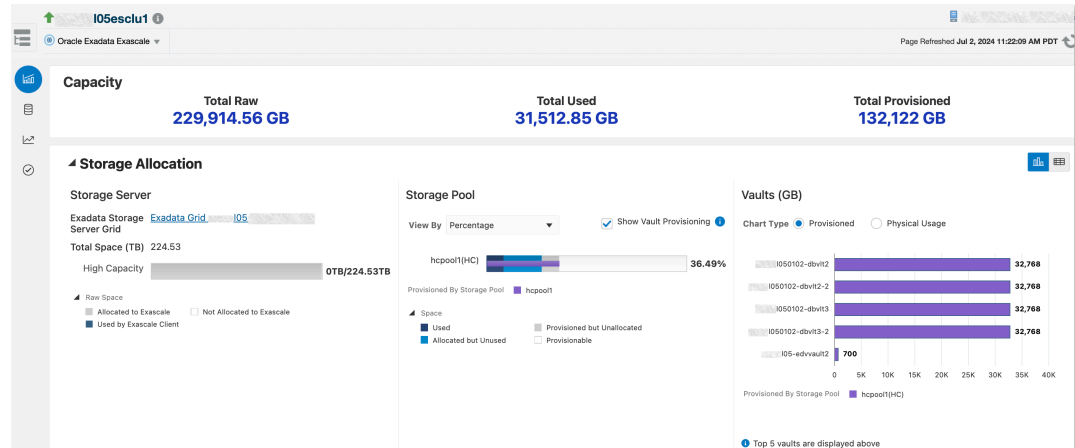 l05esclu1
Oracle Exadata Exascale
Page Refreshed Jul 2, 2024 11:22:09 AM PDT
Capacity
Total Raw
229,914.56 GB
Total Used
31,512.85 GB
Total Provisioned
132,122 GB
Storage Allocation
Storage Server
Exadata Storage Server Grid
Exadata Grid l05
Total Space (TB) 224.53
High Capacity
0TB/224.53TB
Raw Space
Allocated to Exascale
Not Allocated to Exascale
Used by Exascale Client
Storage Pool
View By Percentage
Show Vault Provisioning
hcpool1(HC)
36.49%
Provisioned By Storage Pool hcpool1
Space
Used
Provisioned but Unallocated
Allocated but Unused
Provisionable
Vaults (GB)
Chart Type Provisioned Physical Usage
l050102-dbvlt2 32,768
l050102-dbvlt2-2 32,768
l050102-dbvlt3 32,768
l050102-dbvlt3-2 32,768
l05-edvvault2 700
0 5K 10K 15K 20K 25K 30K 35K 40K
Provisioned By Storage Pool hcpool1(HC)
Top 5 vaults are displayed above